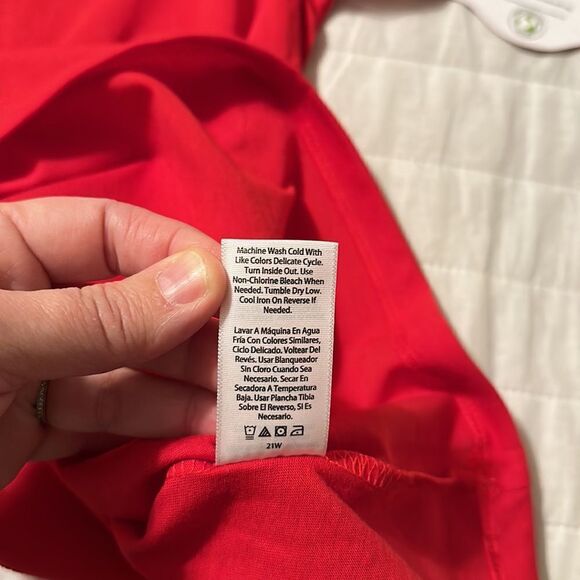 Machine Wash Cold With
Like Colors Delicate Cycle.
Turn Inside Out. Use
Non-Chlorine Bleach When
Needed. Tumble Dry Low.
Cool Iron On Reverse If
Needed.
Lavar A Máquina En Agua
Fría Con Colores Similares,
Ciclo Delicado. Voltear Del
Revés. Usar Blanqueador
Sin Cloro Cuando Sea
Necesario. Secar En
Secadora A Temperatura
Baja. Usar Plancha Tibia
Sobre El Reverso, Si Es
Necesario.
21W